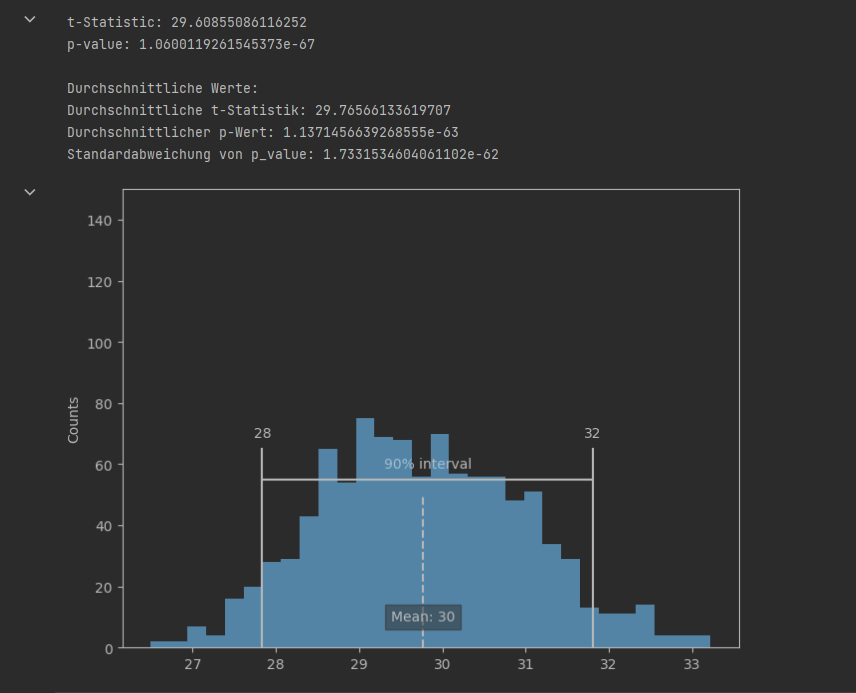 t-Statistic: 29.60855086116252
p-value: 1.0600119261545373e-67
Durchschnittliche Werte:
Durchschnittliche t-Statistik: 29.76566133619707
Durchschnittlicher p-Wert: 1.1371456639268555e-63
Standardabweichung von p_value: 1.7331534604061102e-62
140
120
100
80
60
40
20
0
Counts
28
32
90% interval
Mean: 30
27 28 29 30 31 32 33